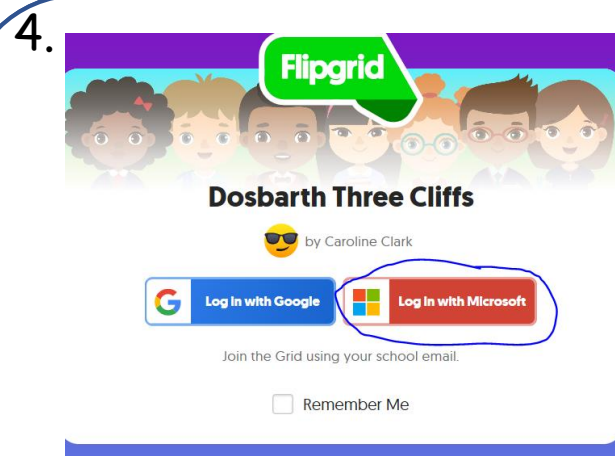 4.
Flipgrid
Dosbarth Three Cliffs
by Caroline Clark
Log In with Google
Log In with Microsoft
Join the Grid using your school email.
Remember Me